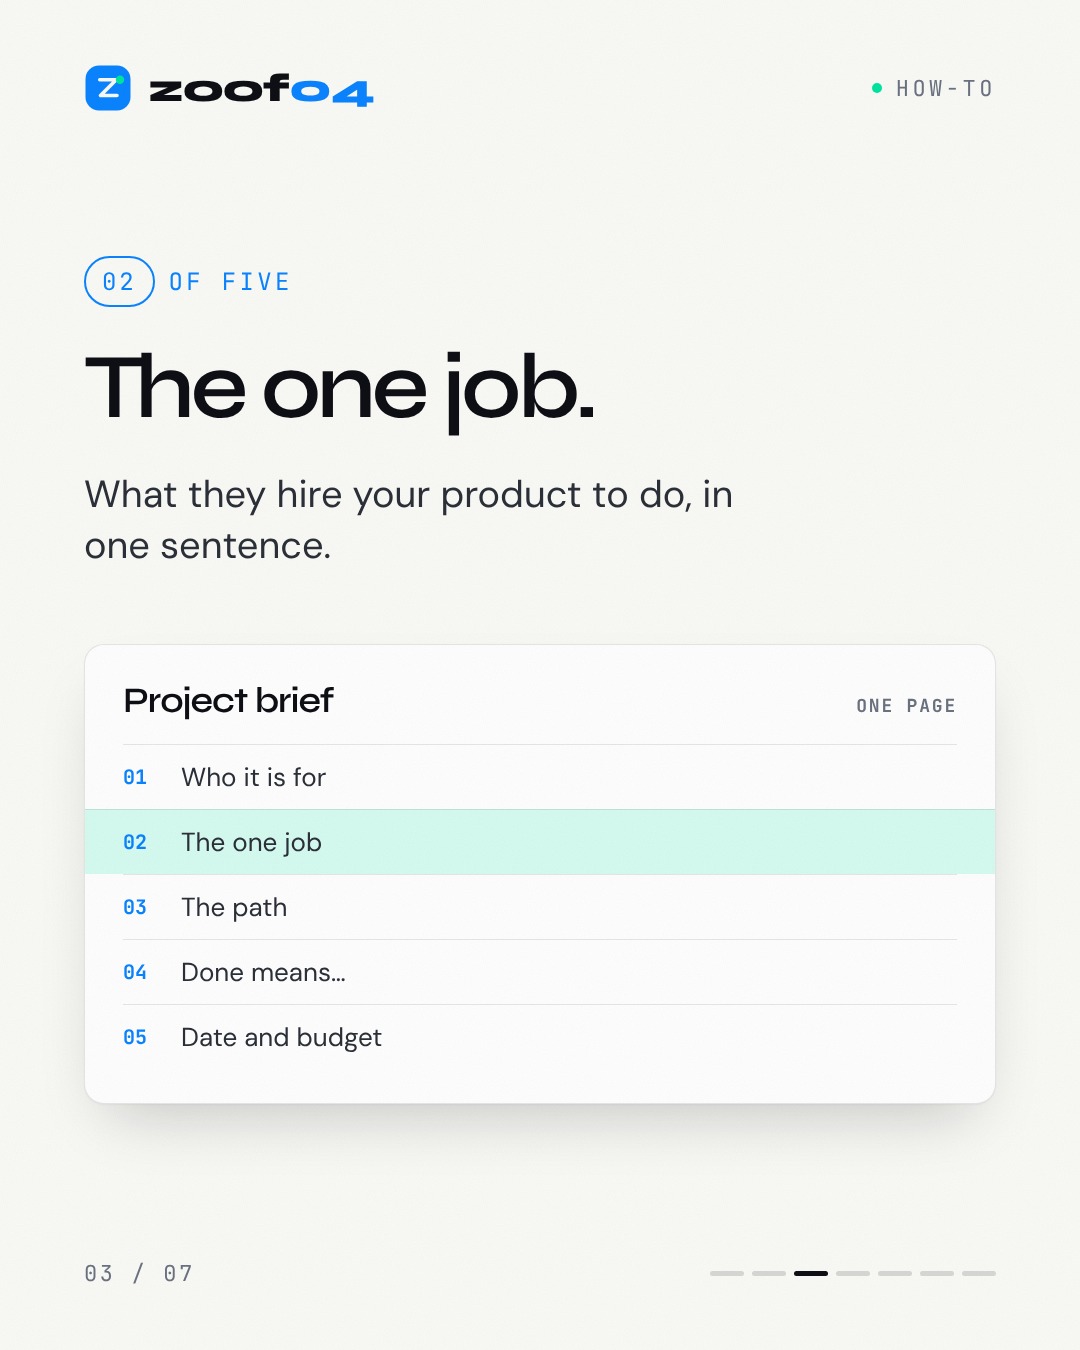 zoof04
HOW-TO
02 OF FIVE
The one job.
What they hire your product to do, in
one sentence.
Project brief
ONE PAGE
01 Who it is for
02 The one job
03 The path
04 Done means...
05 Date and budget
03 / 07